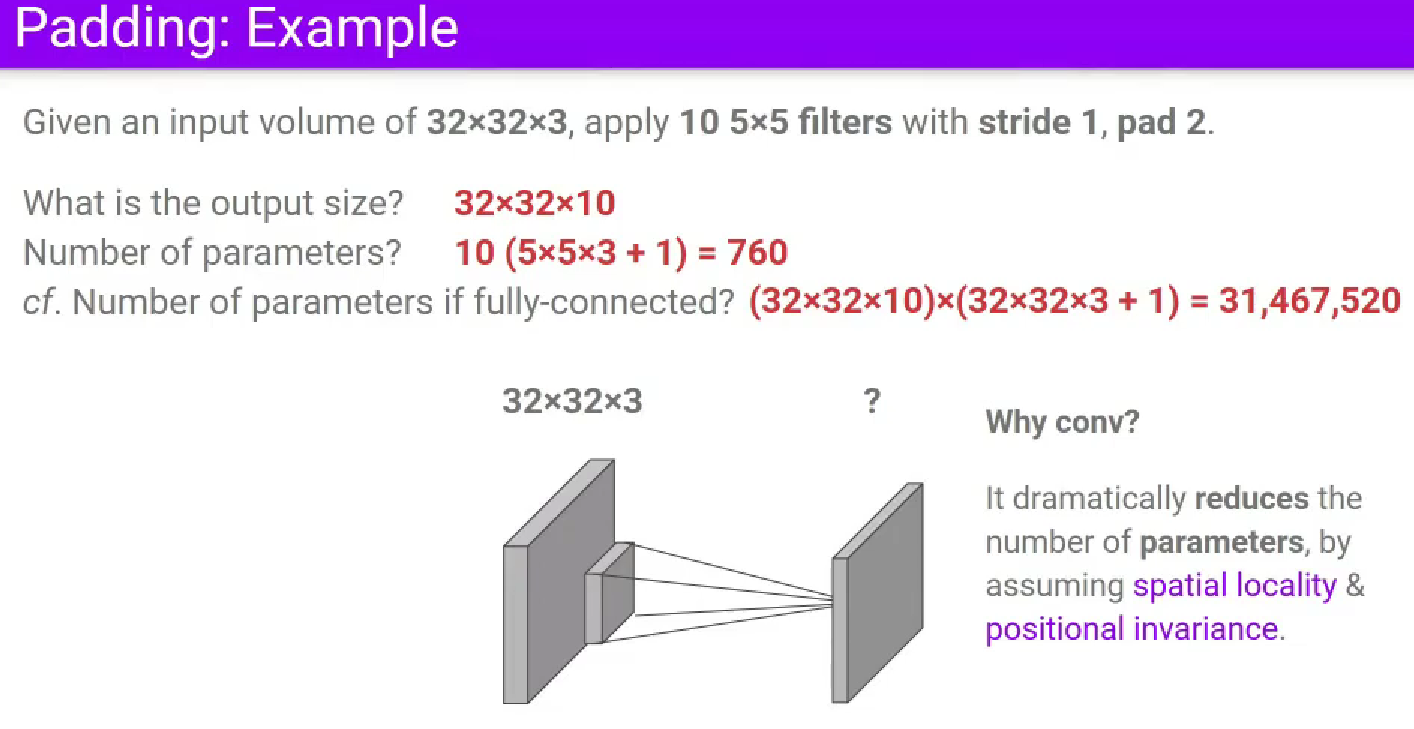 Padding: Example
Given an input volume of 32×32×3, apply 10 5×5 filters with stride 1, pad 2.
What is the output size? 32×32×10
Number of parameters? 10 (5×5×3 + 1) = 760
cf. Number of parameters if fully-connected? (32×32×10)×(32×32×3 + 1) = 31,467,520
32×32×3 ?
Why conv?
It dramatically reduces the
number of parameters, by
assuming spatial locality &
positional invariance.